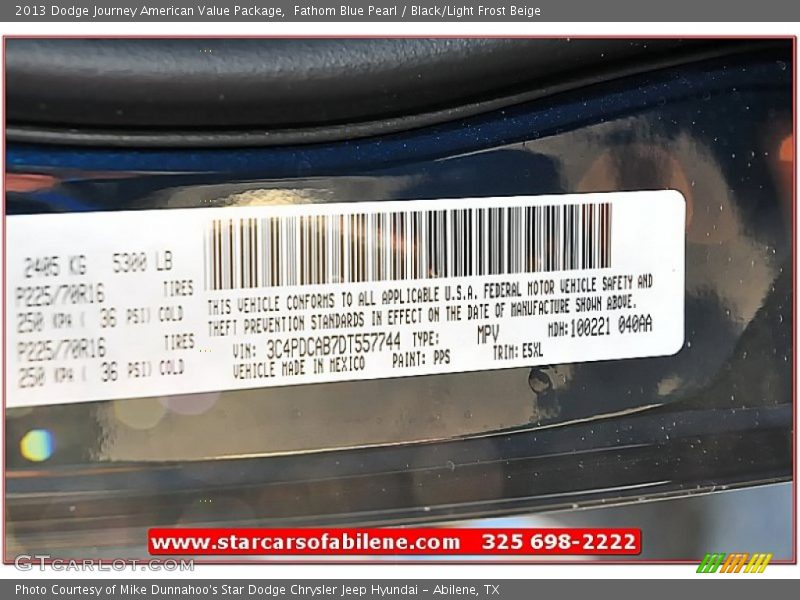 2013 Dodge Journey American Value Package,  Fathom Blue Pearl / Black/Light Frost Beige
2405 KG 5300 LB
P225/70R16 TIRES
250 KPA ( 36 PSI) COLD
P225/70R16 TIRES
250 KPA ( 36 PSI) COLD
THIS VEHICLE CONFORMS TO ALL APPLICABLE U.S.A. FEDERAL MOTOR VEHICLE SAFETY AND
THEFT PREVENTION STANDARDS IN EFFECT ON THE DATE OF MANUFACTURE SHOWN ABOVE.
VIN: 3C4PDCAB7DT557744 TYPE: MPV MDH:100221 040AA
VEHICLE MADE IN MEXICO PAINT: PPS TRIM: E5XL
www.starcarsofabilene.com 325 698-2222
GTCARLOT.COM
Photo Courtesy of Mike Dunnahoo's Star Dodge Chrysler Jeep Hyundai – Abilene, TX